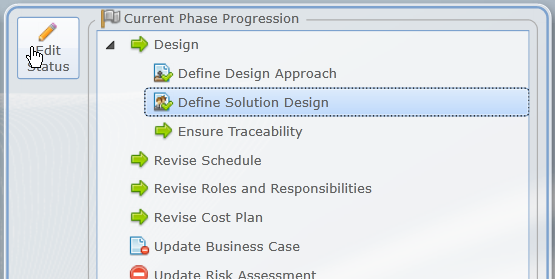 Current Phase Progression
Edit
Status
Design
Define Design Approach
Define Solution Design
Ensure Traceability
Revise Schedule
Revise Roles and Responsibilities
Revise Cost Plan
Update Business Case
Update Risk Assessment